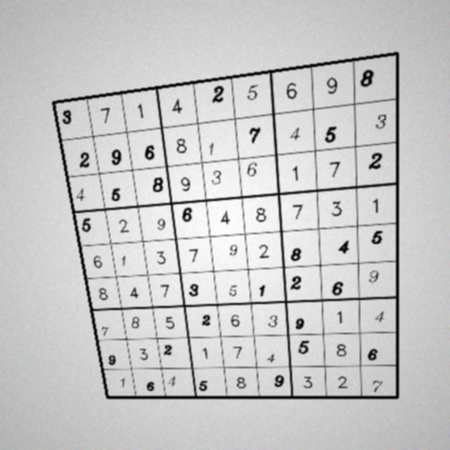 3 7 1 4 2 5 6 9 8
2 9 6 8 1 7 4 5 3
4 5 8 9 3 6 1 7 2
5 2 9 6 4 8 7 3 1
6 1 3 7 9 2 8 4 5
8 4 7 3 5 1 2 6 9
7 8 5 2 6 3 9 1 4
9 3 2 1 7 4 5 8 6
1 6 4 5 8 9 3 2 7